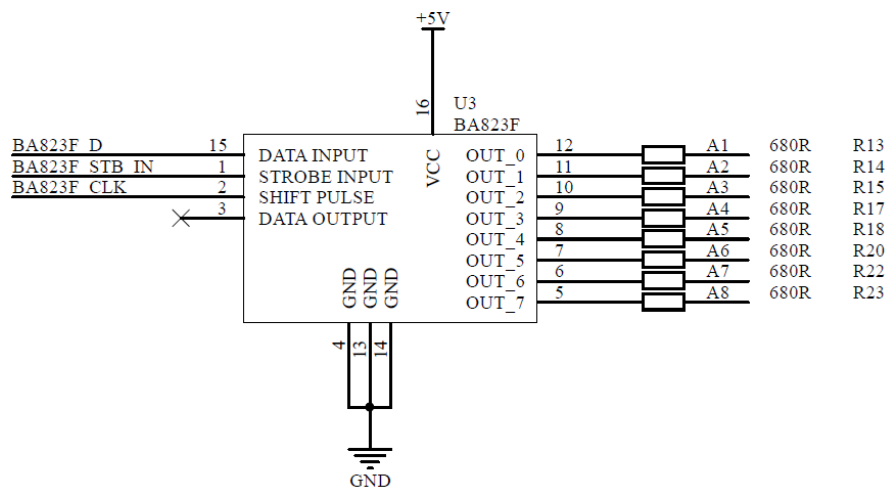 +5V
16
U3
BA823F
BA823F_D 15 DATA INPUT VCC OUT_0 12 A1 680R R13
BA823F_STB_IN 1 STROBE INPUT OUT_1 11 A2 680R R14
BA823F_CLK 2 SHIFT PULSE OUT_2 10 A3 680R R15
3 DATA OUTPUT OUT_3 9 A4 680R R17
OUT_4 8 A5 680R R18
OUT_5 7 A6 680R R20
GND GND GND OUT_6 6 A7 680R R22
OUT_7 5 A8 680R R23
4 13 14
GND